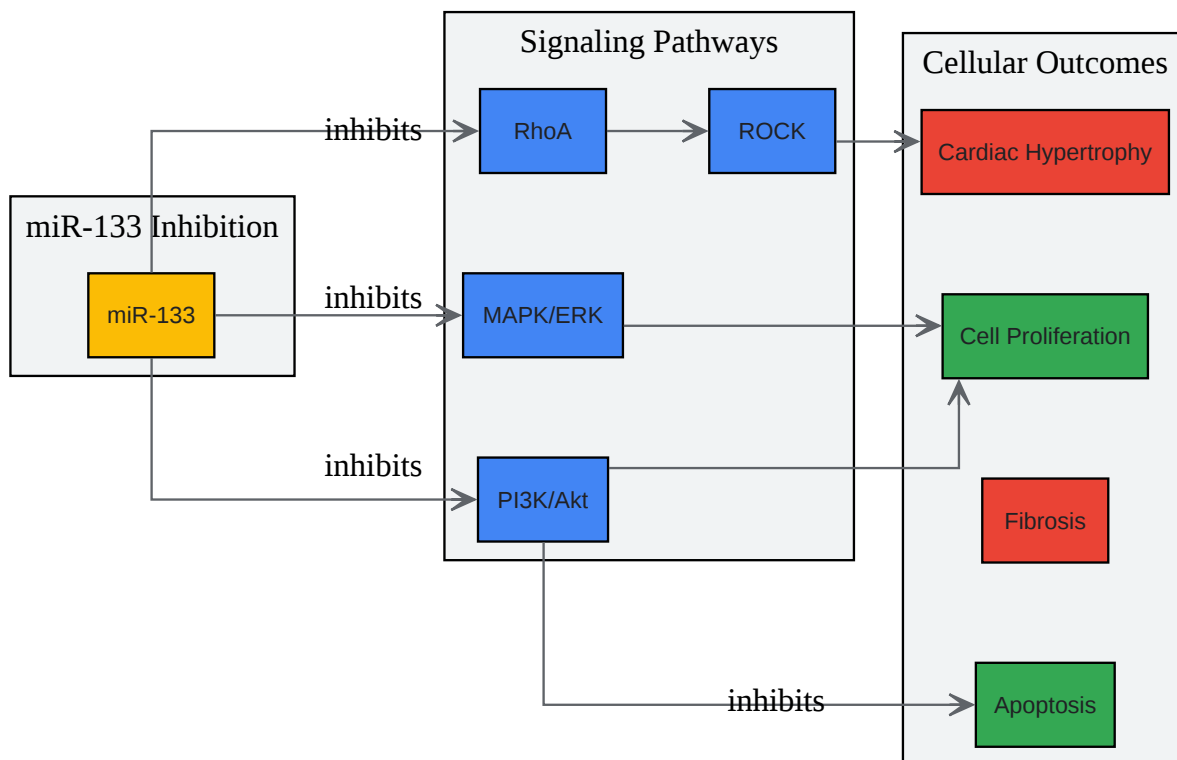 Signaling Pathways
Cellular Outcomes
inhibits
RhoA
ROCK
Cardiac Hypertrophy
miR-133 Inhibition
miR-133
inhibits
MAPK/ERK
Cell Proliferation
inhibits
PI3K/Akt
Fibrosis
inhibits
Apoptosis